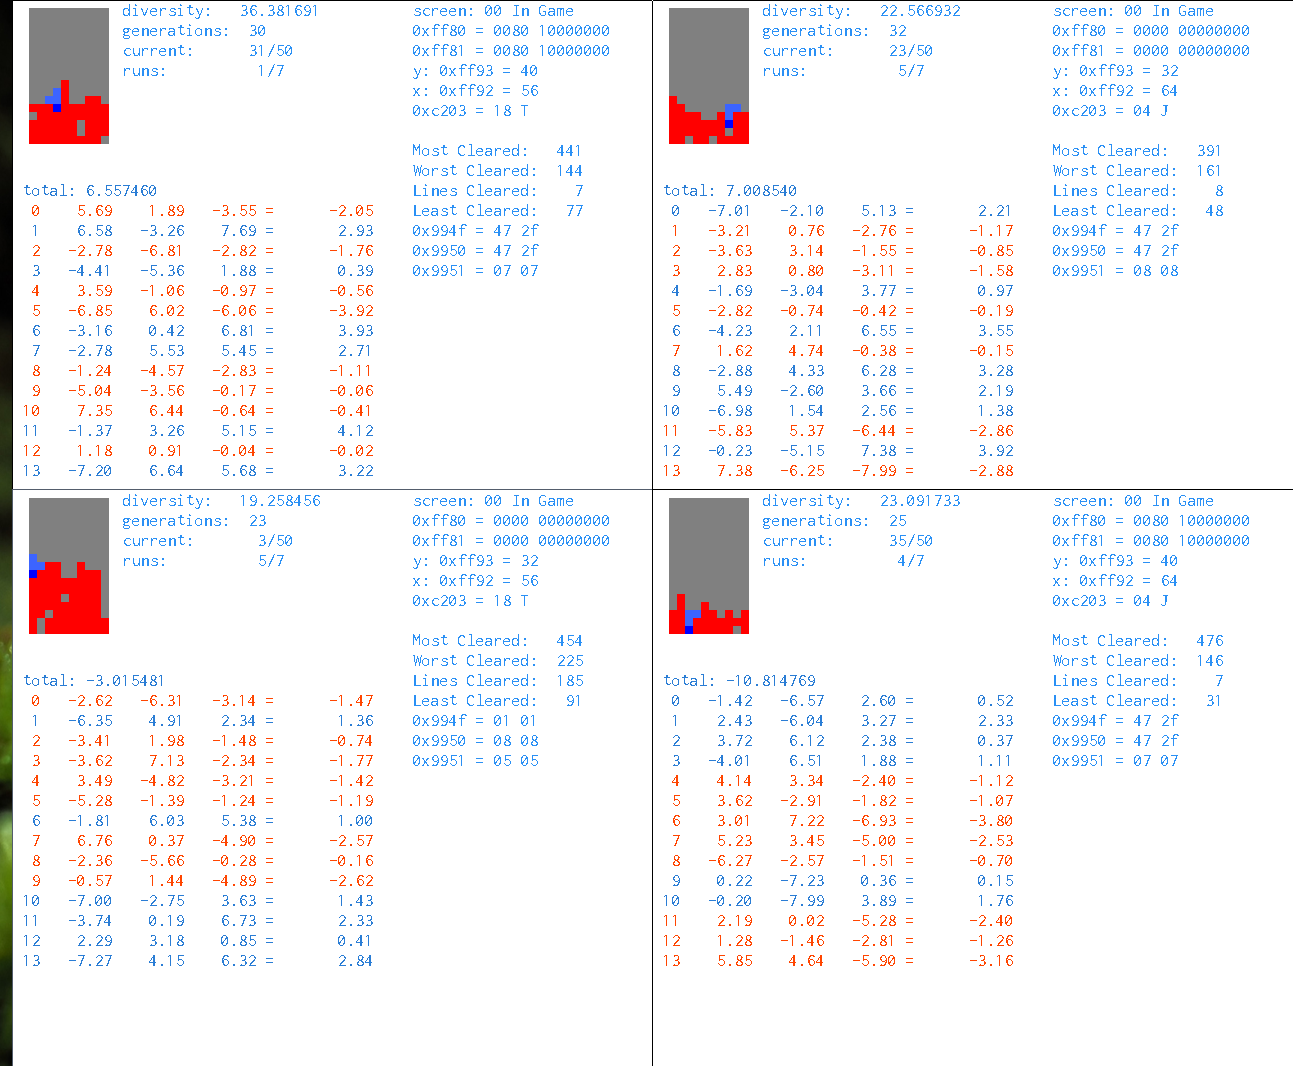 diversity: 36.381691
generations: 30
current: 31/50
runs: 1/7
screen: 00 In Game
0xff80 = 0080 10000000
0xff81 = 0080 10000000
y: 0xff93 = 40
x: 0xff92 = 56
0xc203 = 18 T
Most Cleared: 441
Worst Cleared: 144
Lines Cleared: 7
Least Cleared: 77
0x994f = 47 2f
0x9950 = 47 2f
0x9951 = 07 07
total: 6.557460
0 5.69 1.89 -3.55 = -2.05
1 6.58 -3.26 7.69 = 2.93
2 -2.78 -6.81 -2.82 = -1.76
3 -4.41 -5.36 1.88 = 0.39
4 3.59 -1.06 -0.97 = -0.56
5 -6.85 6.02 -6.06 = -3.92
6 -3.16 0.42 6.81 = 3.93
7 -2.78 5.53 5.45 = 2.71
8 -1.24 -4.57 -2.83 = -1.11
9 -5.04 -3.56 -0.17 = -0.06
10 7.35 6.44 -0.64 = -0.41
11 -1.37 3.26 5.15 = 4.12
12 1.18 0.91 -0.04 = -0.02
13 -7.20 6.64 5.68 = 3.22
diversity: 22.566932
generations: 32
current: 23/50
runs: 5/7
screen: 00 In Game
0xff80 = 0000 00000000
0xff81 = 0000 00000000
y: 0xff93 = 32
x: 0xff92 = 64
0xc203 = 04 J
Most Cleared: 391
Worst Cleared: 161
Lines Cleared: 8
Least Cleared: 48
0x994f = 47 2f
0x9950 = 47 2f
0x9951 = 08 08
total: 7.008540
0 -7.01 -2.10 5.13 = 2.21
1 -3.21 0.76 -2.76 = -1.17
2 -3.63 3.14 -1.55 = -0.85
3 2.83 0.80 -3.11 = -1.58
4 -1.69 -3.04 3.77 = 0.97
5 -2.82 -0.74 -0.42 = -0.19
6 -4.23 2.11 6.55 = 3.55
7 1.62 4.74 -0.38 = -0.15
8 -2.88 4.33 6.28 = 3.28
9 5.49 -2.60 3.66 = 2.19
10 -6.98 1.54 2.56 = 1.38
11 -5.83 5.37 -6.44 = -2.86
12 -0.23 -5.15 7.38 = 3.92
13 7.38 -6.25 -7.99 = -2.88
diversity: 19.258456
generations: 23
current: 3/50
runs: 5/7
screen: 00 In Game
0xff80 = 0000 00000000
0xff81 = 0000 00000000
y: 0xff93 = 32
x: 0xff92 = 56
0xc203 = 18 T
Most Cleared: 454
Worst Cleared: 225
Lines Cleared: 185
Least Cleared: 91
0x994f = 01 01
0x9950 = 08 08
0x9951 = 05 05
total: -3.015481
0 -2.62 -6.31 -3.14 = -1.47
1 -6.35 4.91 2.34 = 1.36
2 -3.41 1.98 -1.48 = -0.74
3 -3.62 7.13 -2.34 = -1.77
4 3.49 -4.82 -3.21 = -1.42
5 -5.28 -1.39 -1.24 = -1.19
6 -1.81 6.03 5.38 = 1.00
7 6.76 0.37 -4.90 = -2.57
8 -2.36 -5.66 -0.28 = -0.16
9 -0.57 1.44 -4.89 = -2.62
10 -7.00 -2.75 3.63 = 1.43
11 -3.74 0.19 6.73 = 2.33
12 2.29 3.18 0.85 = 0.41
13 -7.27 4.15 6.32 = 2.84
diversity: 23.091733
generations: 25
current: 35/50
runs: 4/7
screen: 00 In Game
0xff80 = 0080 10000000
0xff81 = 0080 10000000
y: 0xff93 = 40
x: 0xff92 = 64
0xc203 = 04 J
Most Cleared: 476
Worst Cleared: 146
Lines Cleared: 7
Least Cleared: 31
0x994f = 47 2f
0x9950 = 47 2f
0x9951 = 07 07
total: -10.814769
0 -1.42 -6.57 2.60 = 0.52
1 2.43 -6.04 3.27 = 2.33
2 3.72 6.12 2.38 = 0.37
3 -4.01 6.51 1.88 = 1.11
4 4.14 3.34 -2.40 = -1.12
5 3.62 -2.91 -1.82 = -1.07
6 3.01 7.22 -6.93 = -3.80
7 5.23 3.45 -5.00 = -2.53
8 -6.27 -2.57 -1.51 = -0.70
9 0.22 -7.23 0.36 = 0.15
10 -0.20 -7.99 3.89 = 1.76
11 2.19 0.02 -5.28 = -2.40
12 1.28 -1.46 -2.81 = -1.26
13 5.85 4.64 -5.90 = -3.16